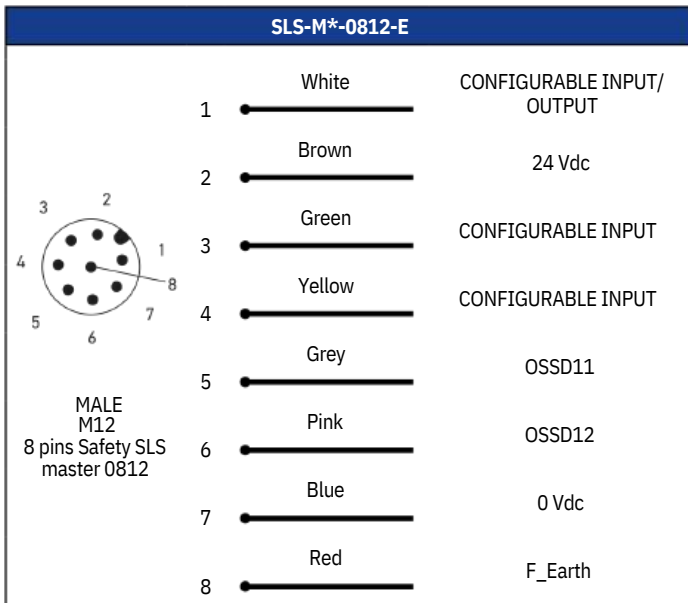 SLS-M*-0812-E
1
White
CONFIGURABLE INPUT/
OUTPUT
2
Brown
24 Vdc
3
Green
CONFIGURABLE INPUT
4
Yellow
CONFIGURABLE INPUT
5
Grey
OSSD11
6
Pink
OSSD12
7
Blue
0 Vdc
8
Red
F_Earth
3
2
4
1
8
5
7
6
MALE
M12
8 pins Safety SLS
master 0812